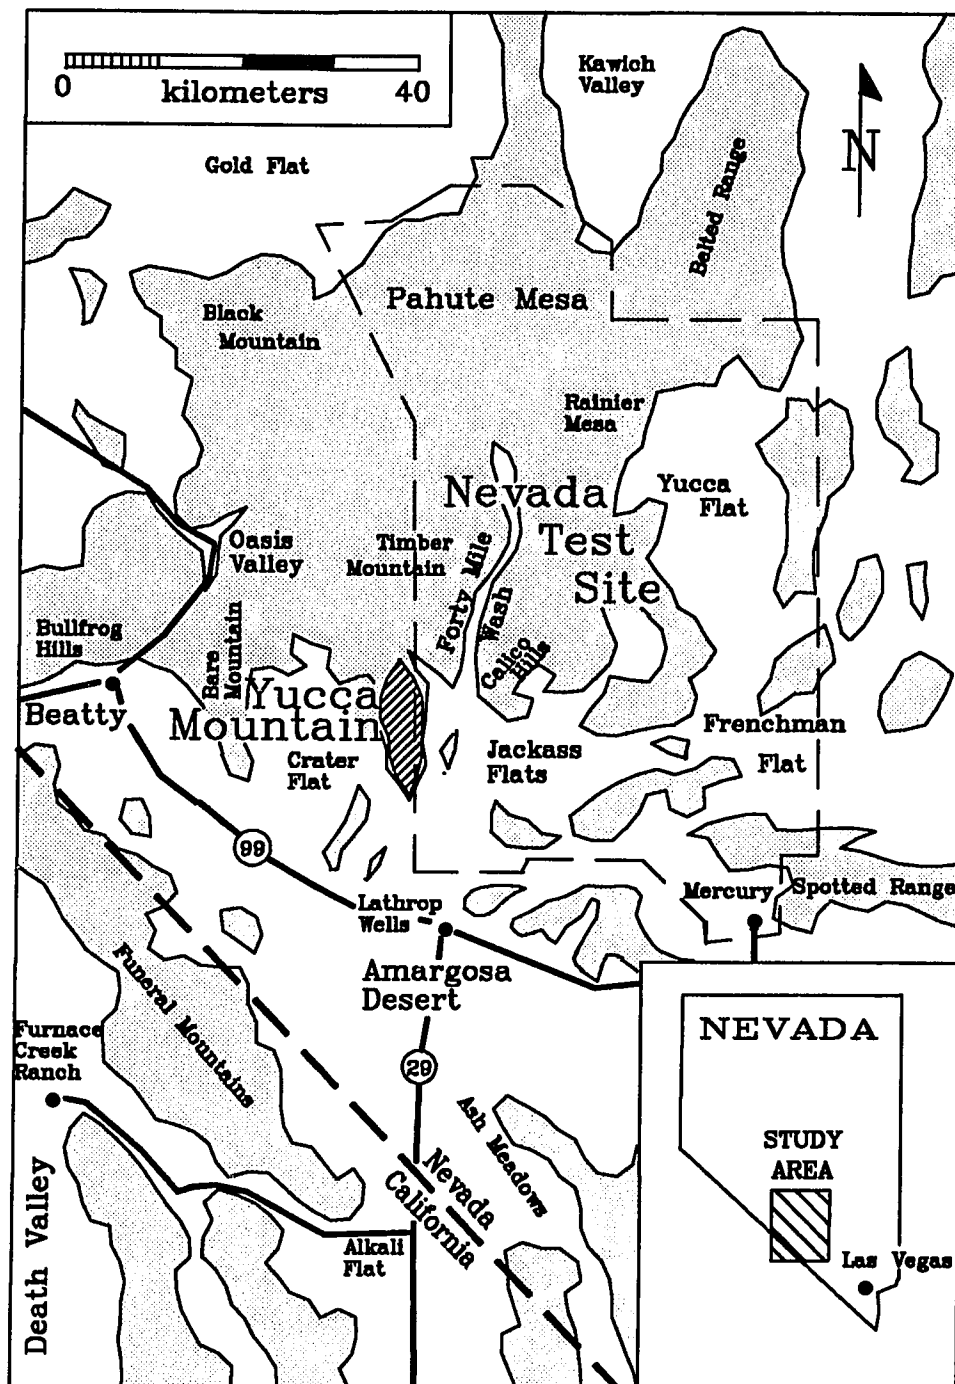 0 40
kilometers
Kawich
Valley
N
Gold Flat
Belted Range
Pahute Mesa
Black
Mountain
Rainier
Mesa
Nevada
Test
Site
Yucca
Flat
Oasis
Valley
Timber
Mountain
Forty Mile
Wash
Calico
Hills
Bullfrog
Hills
Bare
Mountain
Yucca
Mountain
Beatty
Crater
Flat
Jackass
Flats
Frenchman
Flat
99
Lathrop
Wells
Mercury
Spotted Range
Amargosa
Desert
Funeral Mountains
Furnace
Creek
Ranch
29
Ash Meadows
Nevada
California
Death Valley
Alkali
Flat
NEVADA
STUDY
AREA
Las Vegas